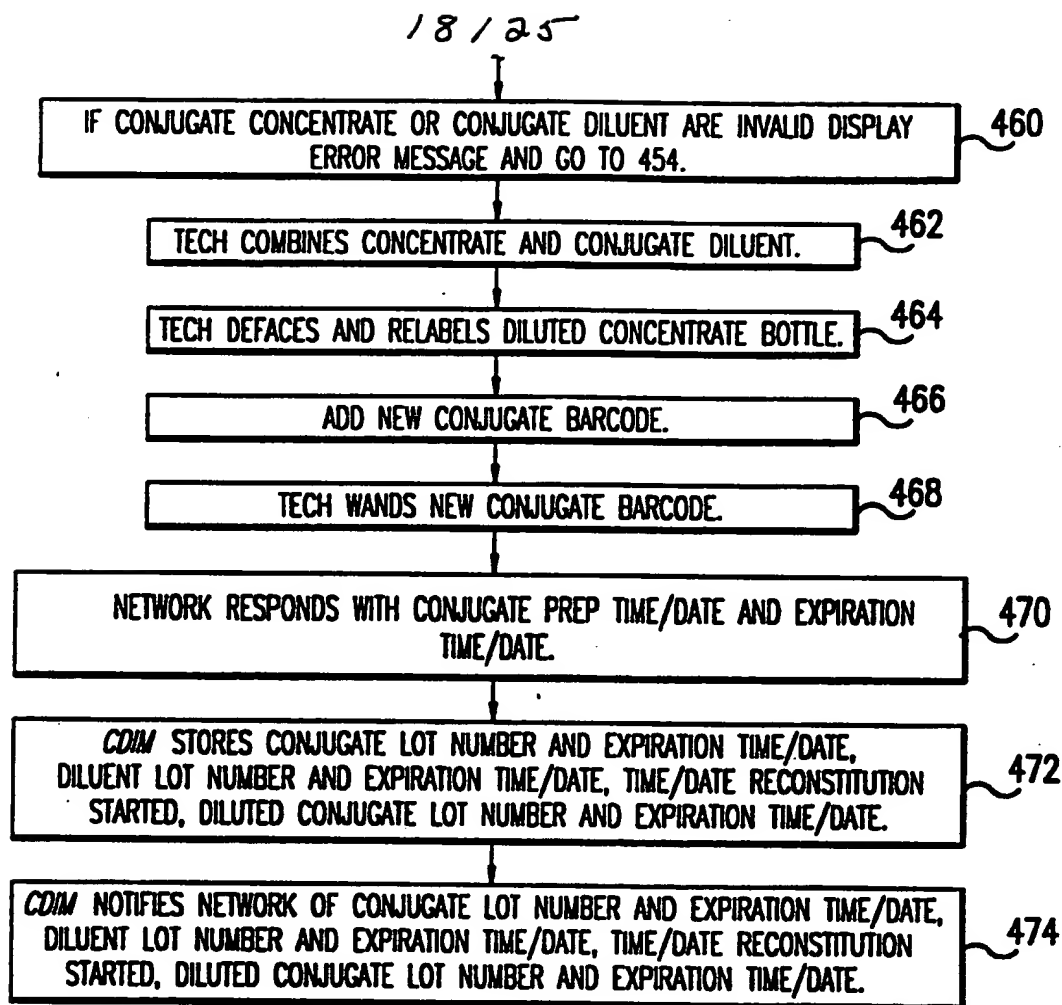 18/25
IF CONJUGATE CONCENTRATE OR CONJUGATE DILUENT ARE INVALID DISPLAY
ERROR MESSAGE AND GO TO 454.
460
TECH COMBINES CONCENTRATE AND CONJUGATE DILUENT.
462
TECH DEFACES AND RELABELS DILUTED CONCENTRATE BOTTLE.
464
ADD NEW CONJUGATE BARCODE.
466
TECH WANDS NEW CONJUGATE BARCODE.
468
NETWORK RESPONDS WITH CONJUGATE PREP TIME/DATE AND EXPIRATION
TIME/DATE.
470
CDIM STORES CONJUGATE LOT NUMBER AND EXPIRATION TIME/DATE,
DILUENT LOT NUMBER AND EXPIRATION TIME/DATE, TIME/DATE RECONSTITUTION
STARTED, DILUTED CONJUGATE LOT NUMBER AND EXPIRATION TIME/DATE.
472
CDIM NOTIFIES NETWORK OF CONJUGATE LOT NUMBER AND EXPIRATION TIME/DATE,
DILUENT LOT NUMBER AND EXPIRATION TIME/DATE, TIME/DATE RECONSTITUTION
STARTED, DILUTED CONJUGATE LOT NUMBER AND EXPIRATION TIME/DATE.
474